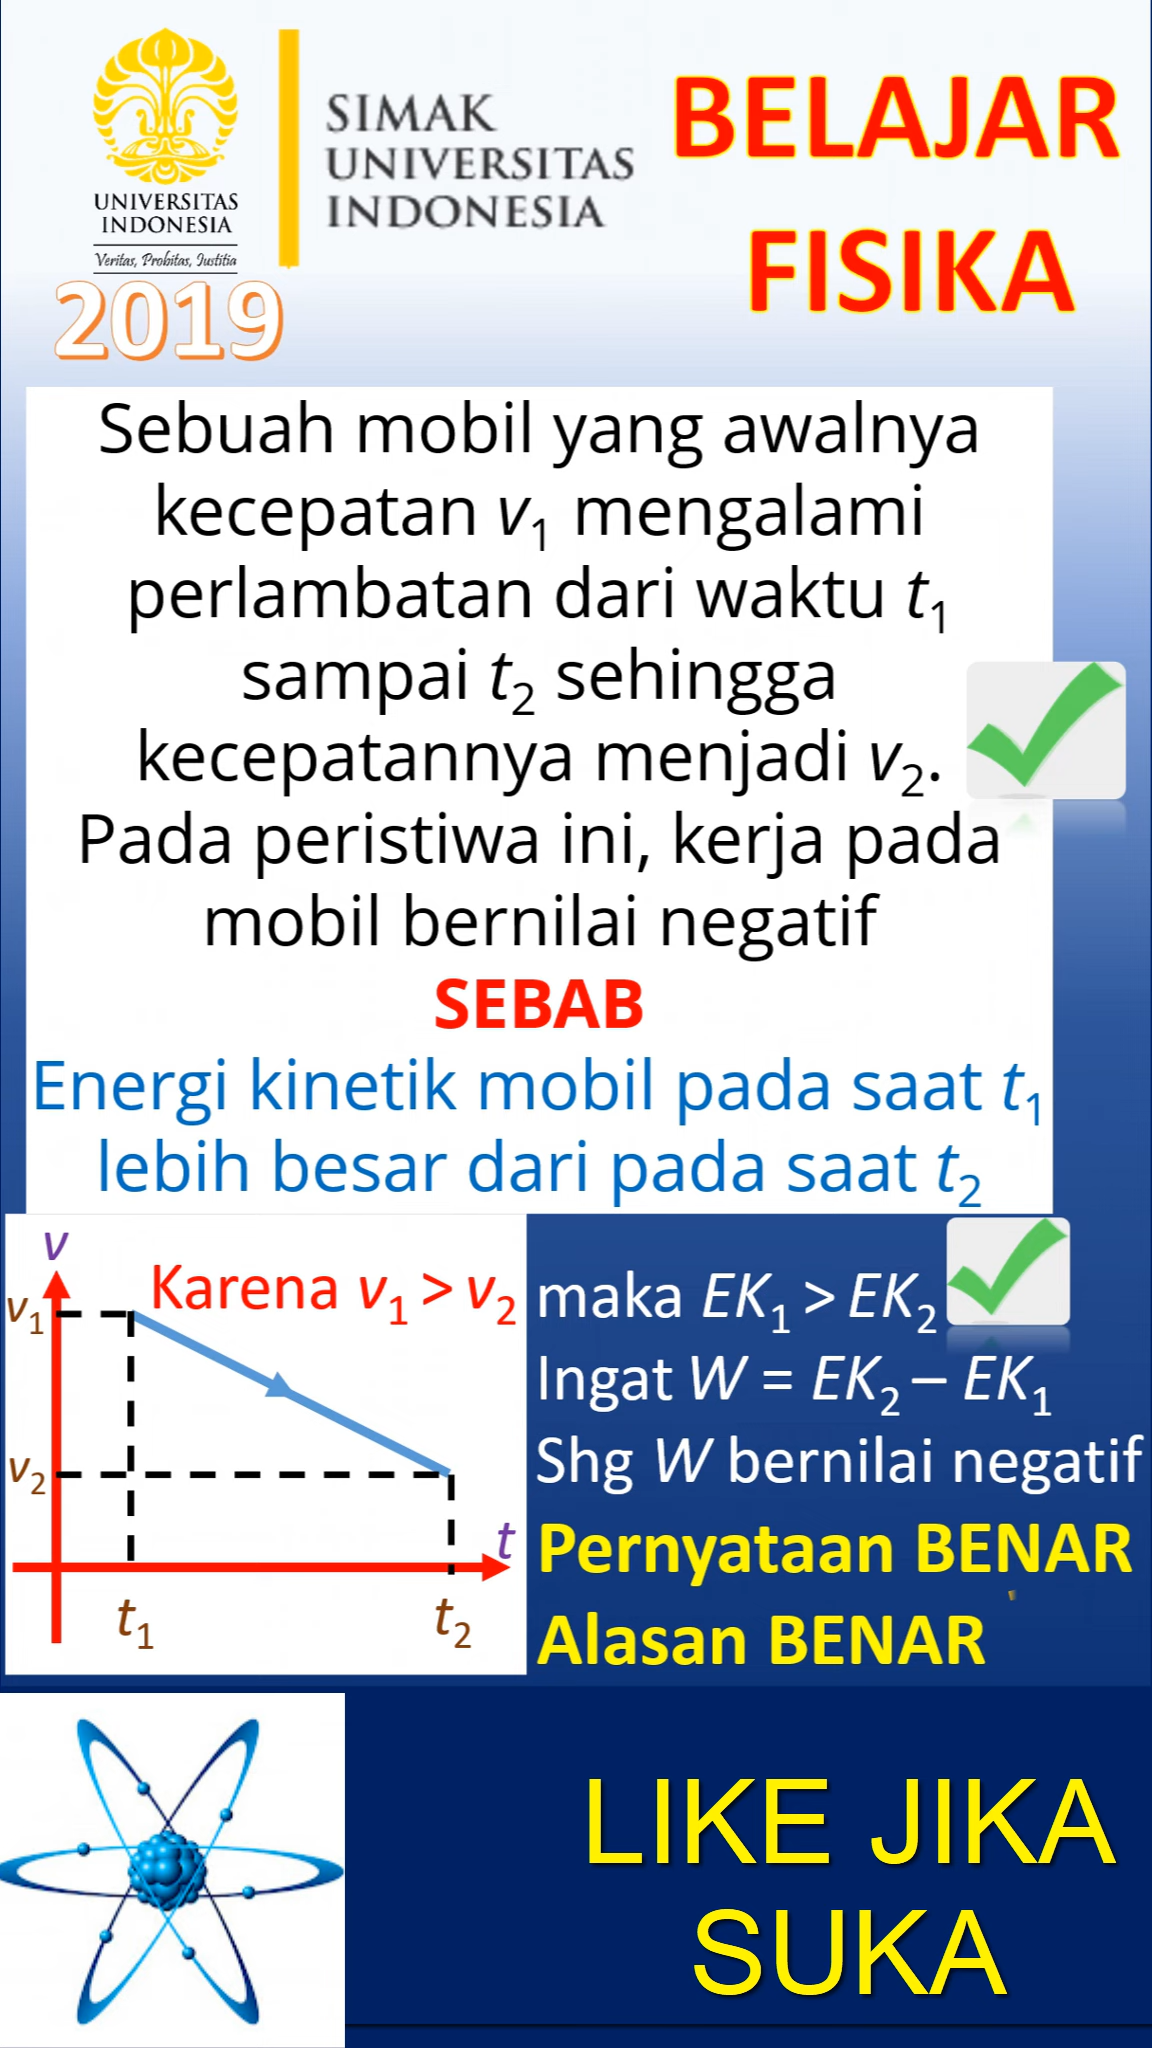 UNIVERSITAS
INDONESIA
Veritas, Probitas, Justitia
SIMAK
UNIVERSITAS
INDONESIA
BELAJAR
FISIKA
2019
Sebuah mobil yang awalnya
kecepatan v₁ mengalami
perlambatan dari waktu t₁
sampai t₂ sehingga
kecepatannya menjadi v₂.
Pada peristiwa ini, kerja pada
mobil bernilai negatif
SEBAB
Energi kinetik mobil pada saat t₁
lebih besar dari pada saat t₂
v
v₁
v₂
t
t₁
t₂
Karena v₁ > v₂
maka EK₁ > EK₂
Ingat W = EK₂ – EK₁
Shg W bernilai negatif
Pernyataan BENAR
Alasan BENAR
LIKE JIKA
SUKA